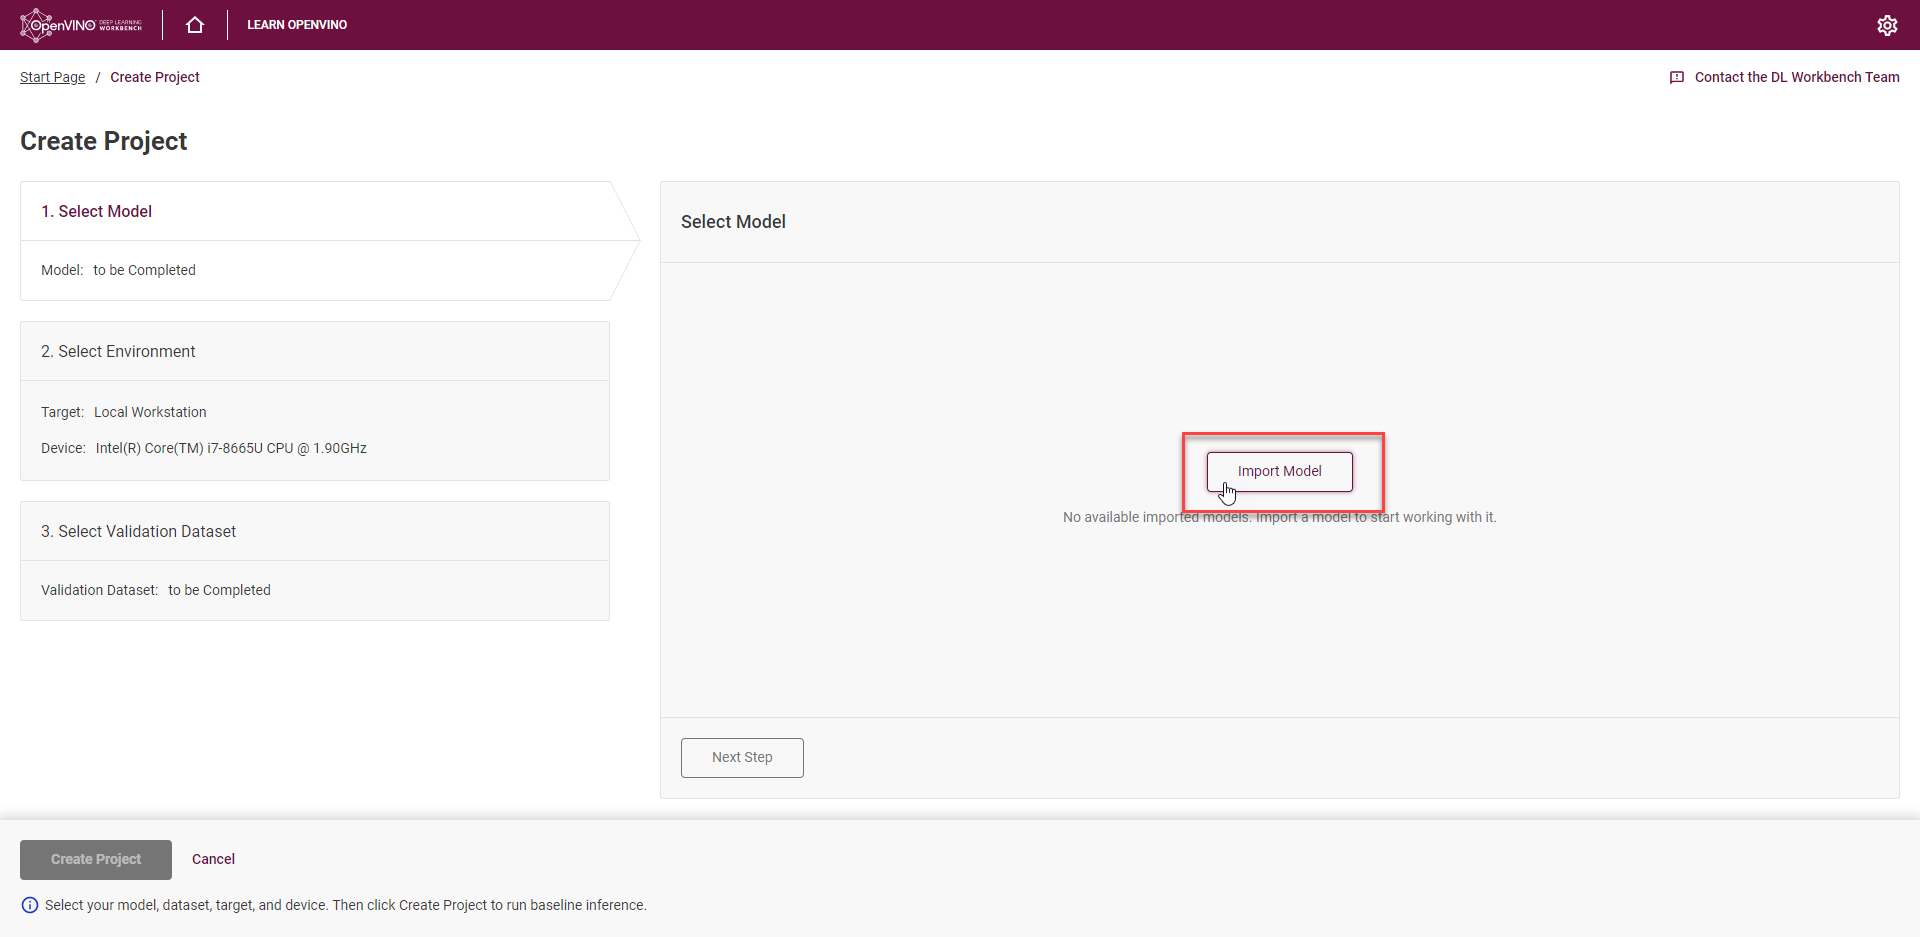 OpenVINO DEEP LEARNING WORKBENCH
LEARN OPENVINO
Start Page / Create Project
Contact the DL Workbench Team
Create Project
1. Select Model
Model: to be Completed
2. Select Environment
Target: Local Workstation
Device: Intel(R) Core(TM) i7-8665U CPU @ 1.90GHz
3. Select Validation Dataset
Validation Dataset: to be Completed
Select Model
Import Model
No available imported models. Import a model to start working with it.
Next Step
Create Project
Cancel
Select your model, dataset, target, and device. Then click Create Project to run baseline inference.